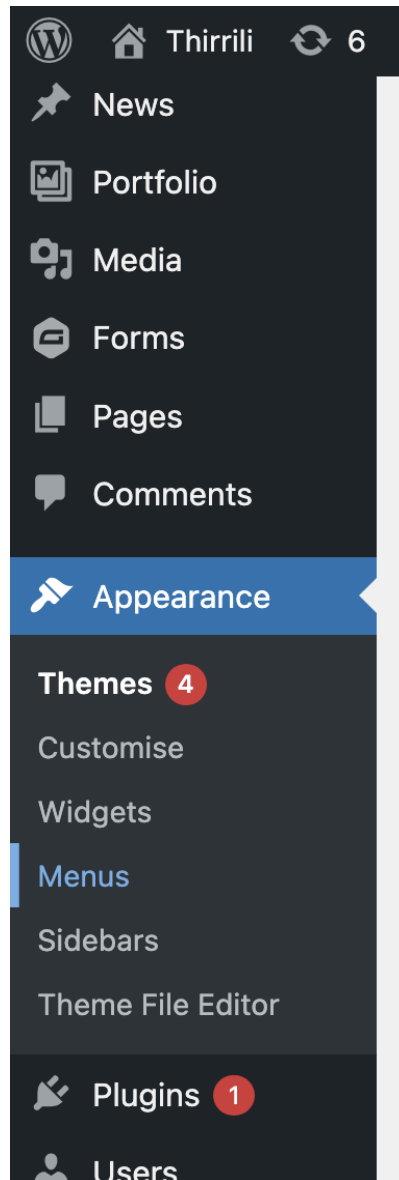 Thirrili 6
News
Portfolio
Media
Forms
Pages
Comments
Appearance
Themes 4
Customise
Widgets
Menus
Sidebars
Theme File Editor
Plugins 1
Users